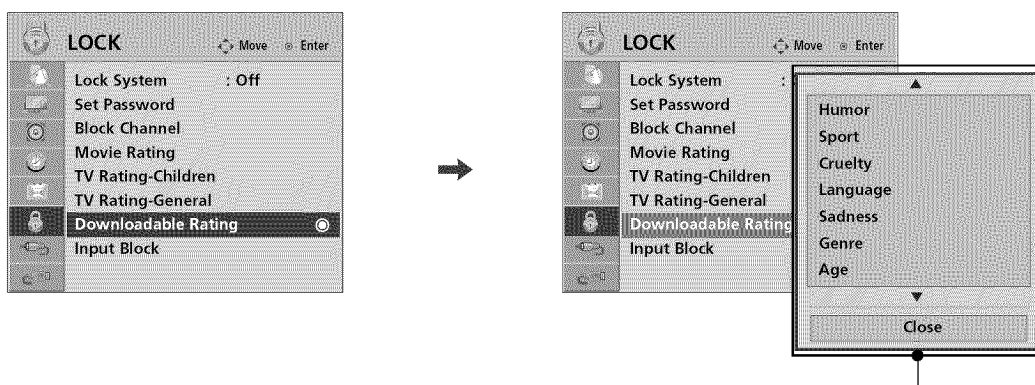 LOCK
Move Enter
Lock System : Off
Set Password
Block Channel
Movie Rating
TV Rating-Children
TV Rating-General
Downloadable Rating
Input Block
LOCK
Move Enter
Lock System :
Set Password
Block Channel
Movie Rating
TV Rating-Children
TV Rating-General
Downloadable Rating
Input Block
Humor
Sport
Cruelty
Language
Sadness
Genre
Age
Close